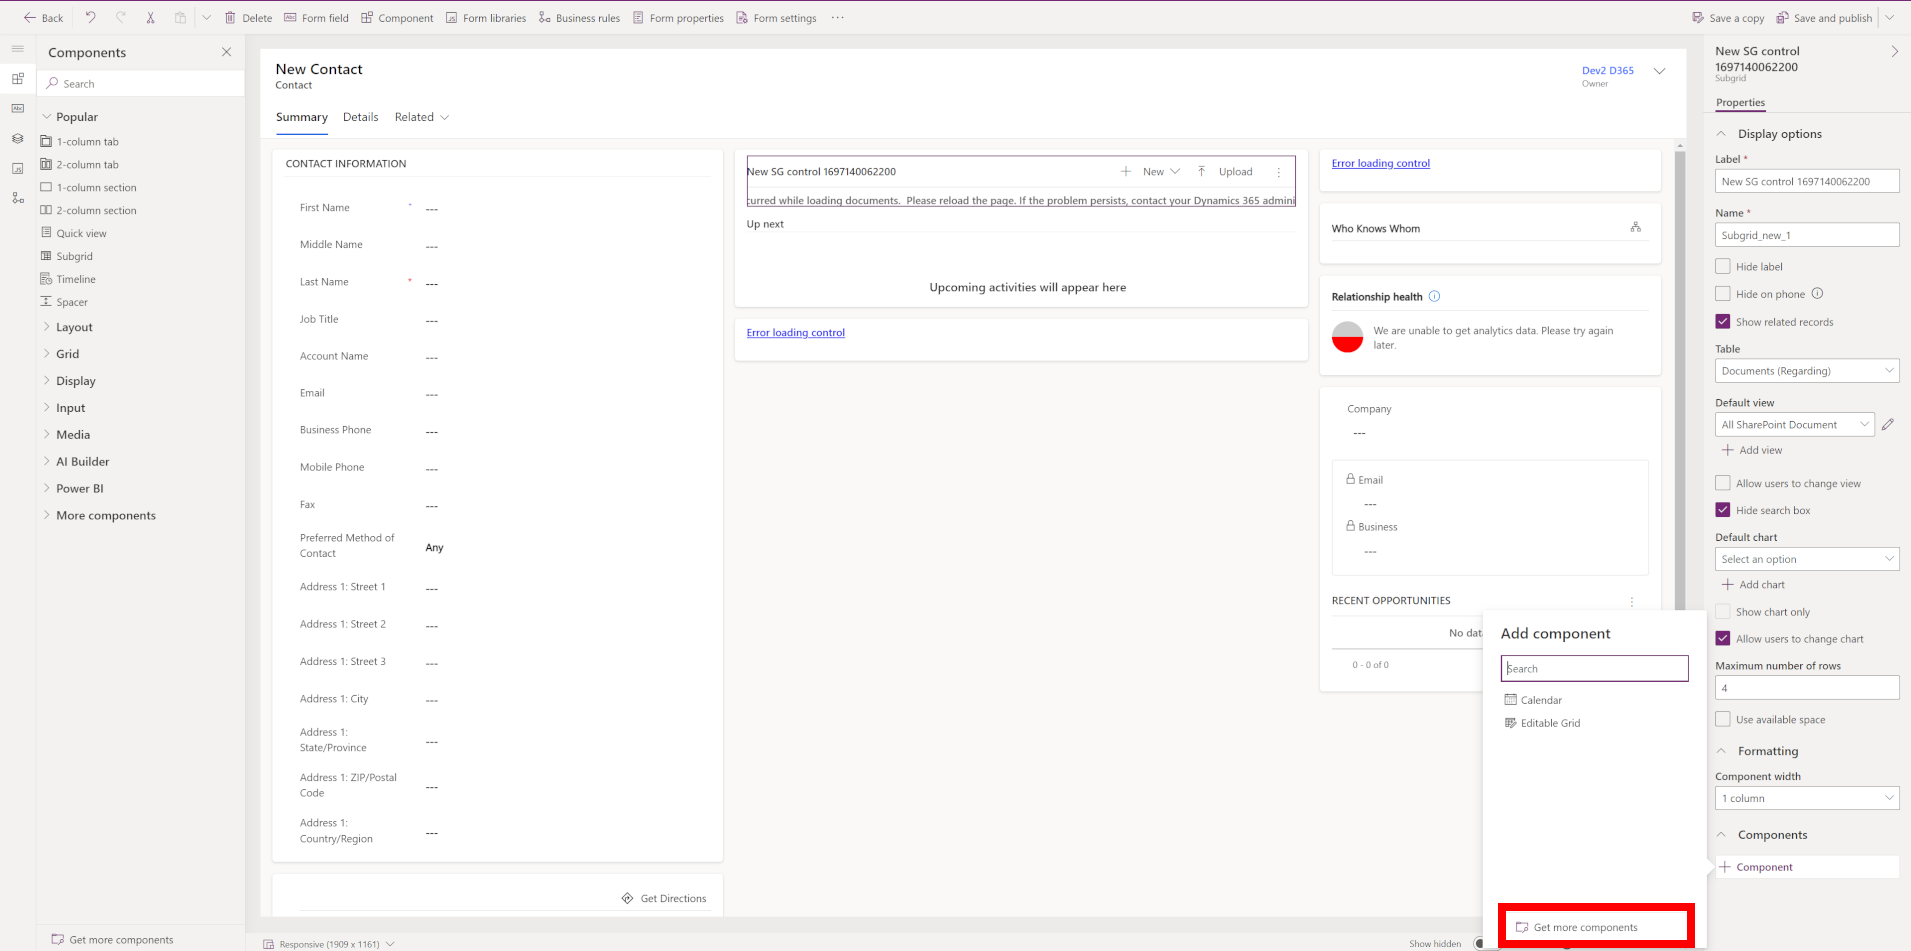 Back
Delete
Form field
Component
Form libraries
Business rules
Form properties
Form settings
Save a copy
Save and publish
Components
Search
Popular
1-column tab
2-column tab
1-column section
2-column section
Quick view
Subgrid
Timeline
Spacer
Layout
Grid
Display
Input
Media
AI Builder
Power BI
More components
Get more components
New Contact
Contact
Dev2 D365
Owner
Summary
Details
Related
CONTACT INFORMATION
First Name * ---
Middle Name ---
Last Name * ---
Job Title ---
Account Name ---
Email ---
Business Phone ---
Mobile Phone ---
Fax ---
Preferred Method of
Contact
Any
Address 1: Street 1 ---
Address 1: Street 2 ---
Address 1: Street 3 ---
Address 1: City ---
Address 1:
State/Province
---
Address 1: ZIP/Postal
Code
---
Address 1:
Country/Region
---
Get Directions
New SG control 1697140062200
New
Upload
curred while loading documents. Please reload the page. If the problem persists, contact your Dynamics 365 admini
Up next
Upcoming activities will appear here
Error loading control
Error loading control
Who Knows Whom
Relationship health
We are unable to get analytics data. Please try again
later.
Company
---
Email
---
Business
---
RECENT OPPORTUNITIES
No data
0 - 0 of 0
Add component
Search
Calendar
Editable Grid
Get more components
Responsive (1909 x 1161)
Show hidden
New SG control
1697140062200
Subgrid
Properties
Display options
Label *
New SG control 1697140062200
Name *
Subgrid_new_1
Hide label
Hide on phone
Show related records
Table
Documents (Regarding)
Default view
All SharePoint Document
Add view
Allow users to change view
Hide search box
Default chart
Select an option
Add chart
Show chart only
Allow users to change chart
Maximum number of rows
4
Use available space
Formatting
Component width
1 column
Components
Component